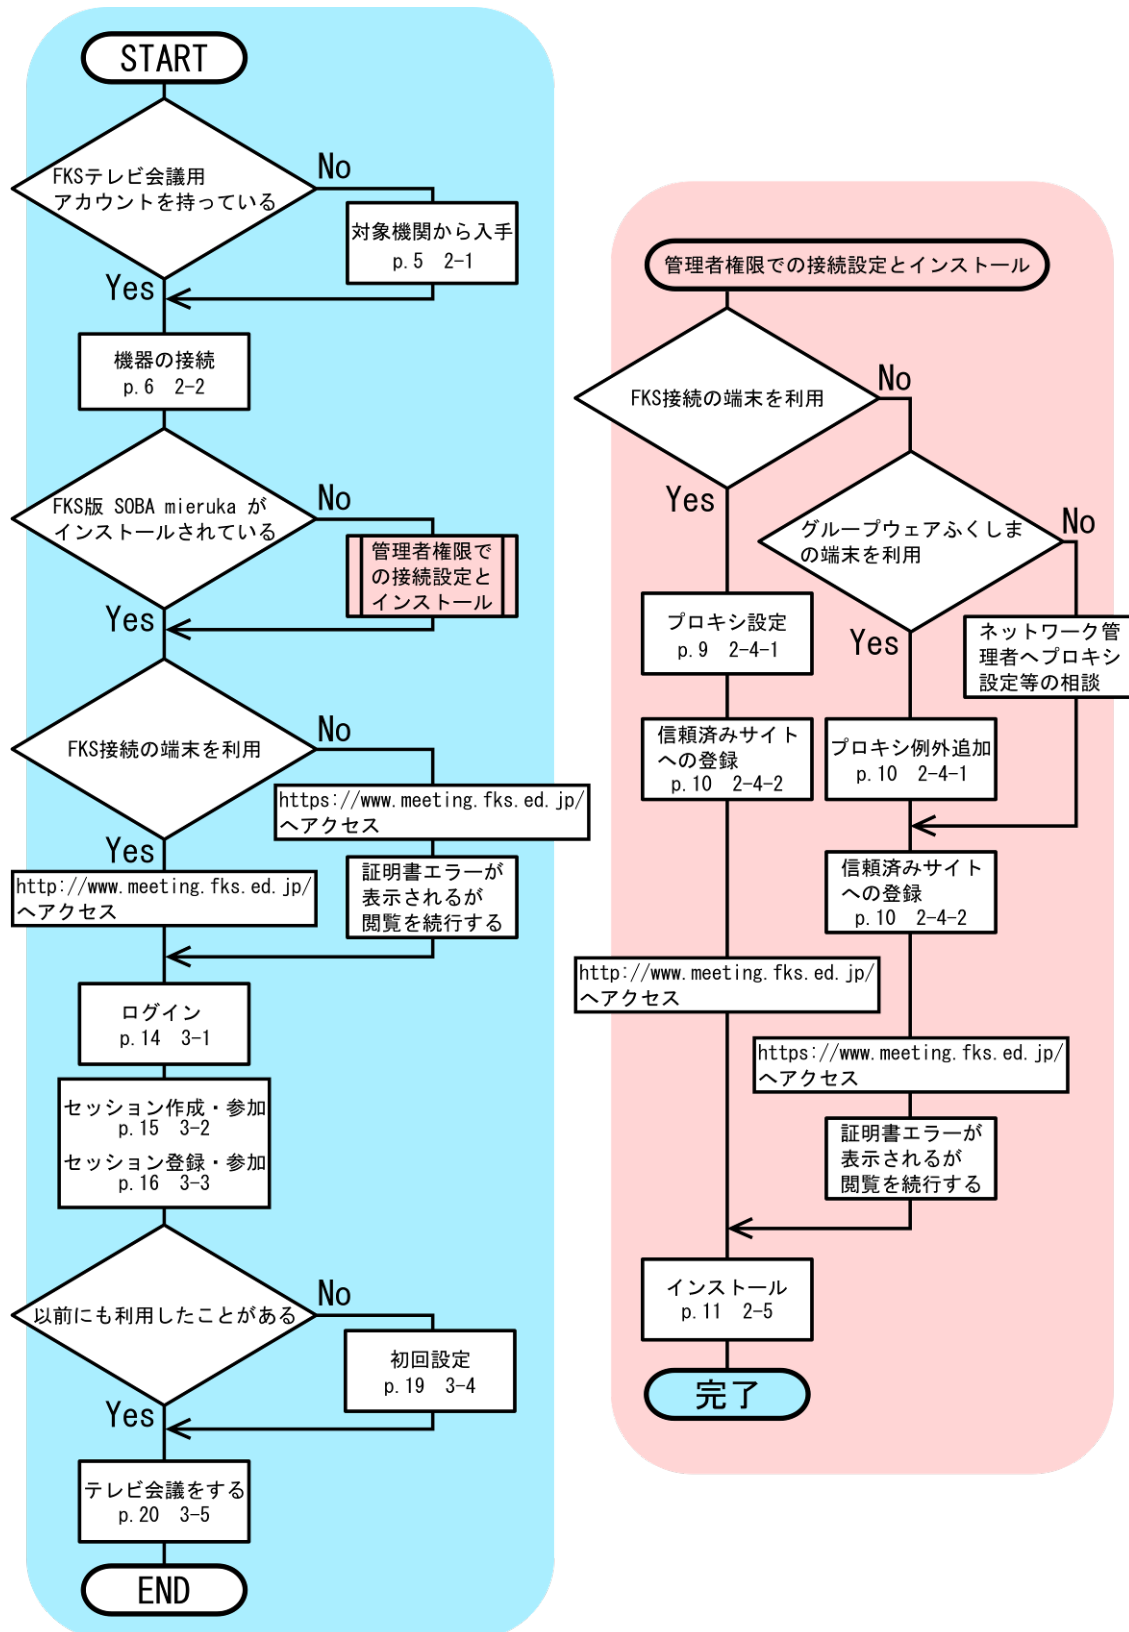 START
FKSテレビ会議用
アカウントを持っている
No
対象機関から入手
p.5 2-1
Yes
機器の接続
p.6 2-2
FKS版 SOBA mieruka が
インストールされている
No
管理者権限で
の接続設定と
インストール
Yes
FKS接続の端末を利用
No
https://www.meeting.fks.ed.jp/
へアクセス
Yes
http://www.meeting.fks.ed.jp/
へアクセス
証明書エラーが
表示されるが
閲覧を続行する
ログイン
p.14 3-1
セッション作成・参加
p.15 3-2
セッション登録・参加
p.16 3-3
以前にも利用したことがある
No
初回設定
p.19 3-4
Yes
テレビ会議をする
p.20 3-5
END
管理者権限での接続設定とインストール
FKS接続の端末を利用
No
Yes
グループウェアふくしま
の端末を利用
No
プロキシ設定
p.9 2-4-1
Yes
ネットワーク管
理者へプロキシ
設定等の相談
信頼済みサイト
への登録
p.10 2-4-2
プロキシ例外追加
p.10 2-4-1
信頼済みサイト
への登録
p.10 2-4-2
http://www.meeting.fks.ed.jp/
へアクセス
https://www.meeting.fks.ed.jp/
へアクセス
証明書エラーが
表示されるが
閲覧を続行する
インストール
p.11 2-5
完了